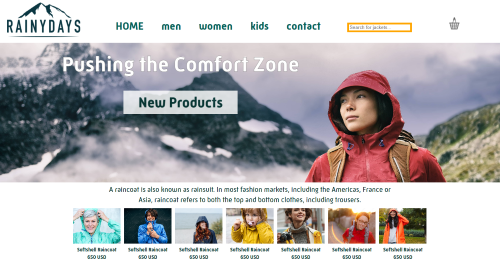 RAINYDAYS
HOME men women kids contact
Search for jackets...
Pushing the Comfort Zone
New Products
A raincoat is also known as rainsuit. In most fashion markets, including the Americas, France or
Asia, raincoat refers to both the top and bottom clothes, including trousers.
Softshell Raincoat Softshell Raincoat Softshell Raincoat Softshell Raincoat Softshell Raincoat Softshell Raincoat Softshell Raincoat
650 USD 650 USD 650 USD 650 USD 650 USD 650 USD 650 USD